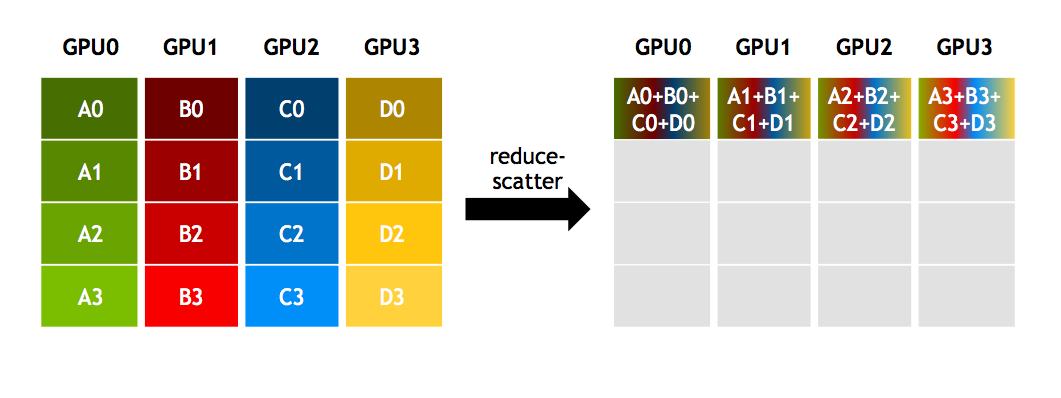 GPU0 GPU1 GPU2 GPU3
A0 B0 C0 D0
A1 B1 C1 D1
A2 B2 C2 D2
A3 B3 C3 D3
reduce-
scatter
GPU0 GPU1 GPU2 GPU3
A0+B0+ A1+B1+ A2+B2+ A3+B3+
C0+D0 C1+D1 C2+D2 C3+D3